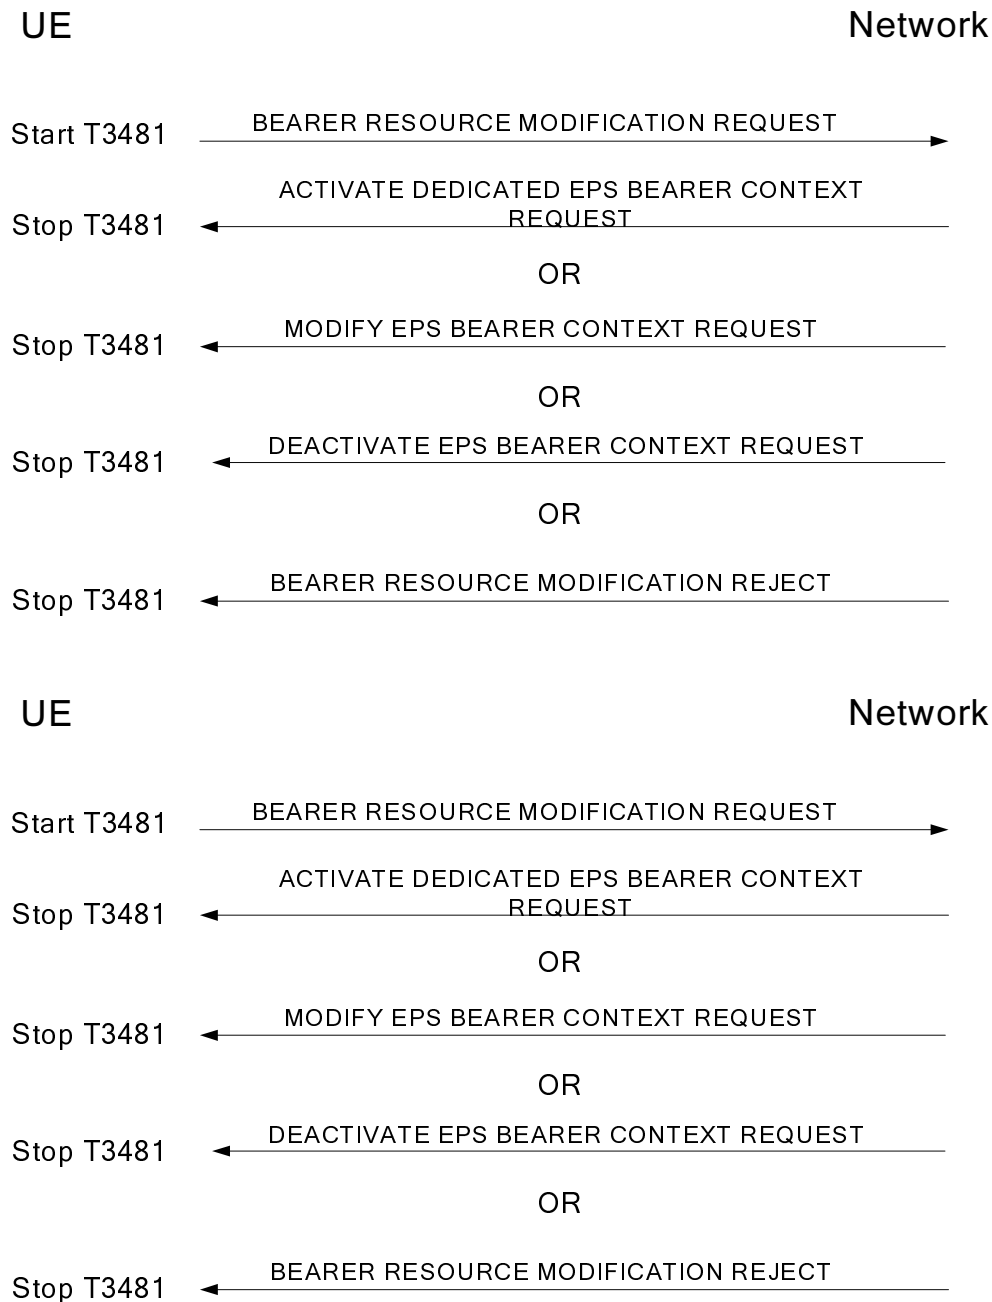 UE Network
Start T3481 BEARER RESOURCE MODIFICATION REQUEST
ACTIVATE DEDICATED EPS BEARER CONTEXT
REQUEST
Stop T3481
OR
Stop T3481 MODIFY EPS BEARER CONTEXT REQUEST
OR
Stop T3481 DEACTIVATE EPS BEARER CONTEXT REQUEST
OR
Stop T3481 BEARER RESOURCE MODIFICATION REJECT
UE Network
Start T3481 BEARER RESOURCE MODIFICATION REQUEST
ACTIVATE DEDICATED EPS BEARER CONTEXT
REQUEST
Stop T3481
OR
Stop T3481 MODIFY EPS BEARER CONTEXT REQUEST
OR
Stop T3481 DEACTIVATE EPS BEARER CONTEXT REQUEST
OR
Stop T3481 BEARER RESOURCE MODIFICATION REJECT